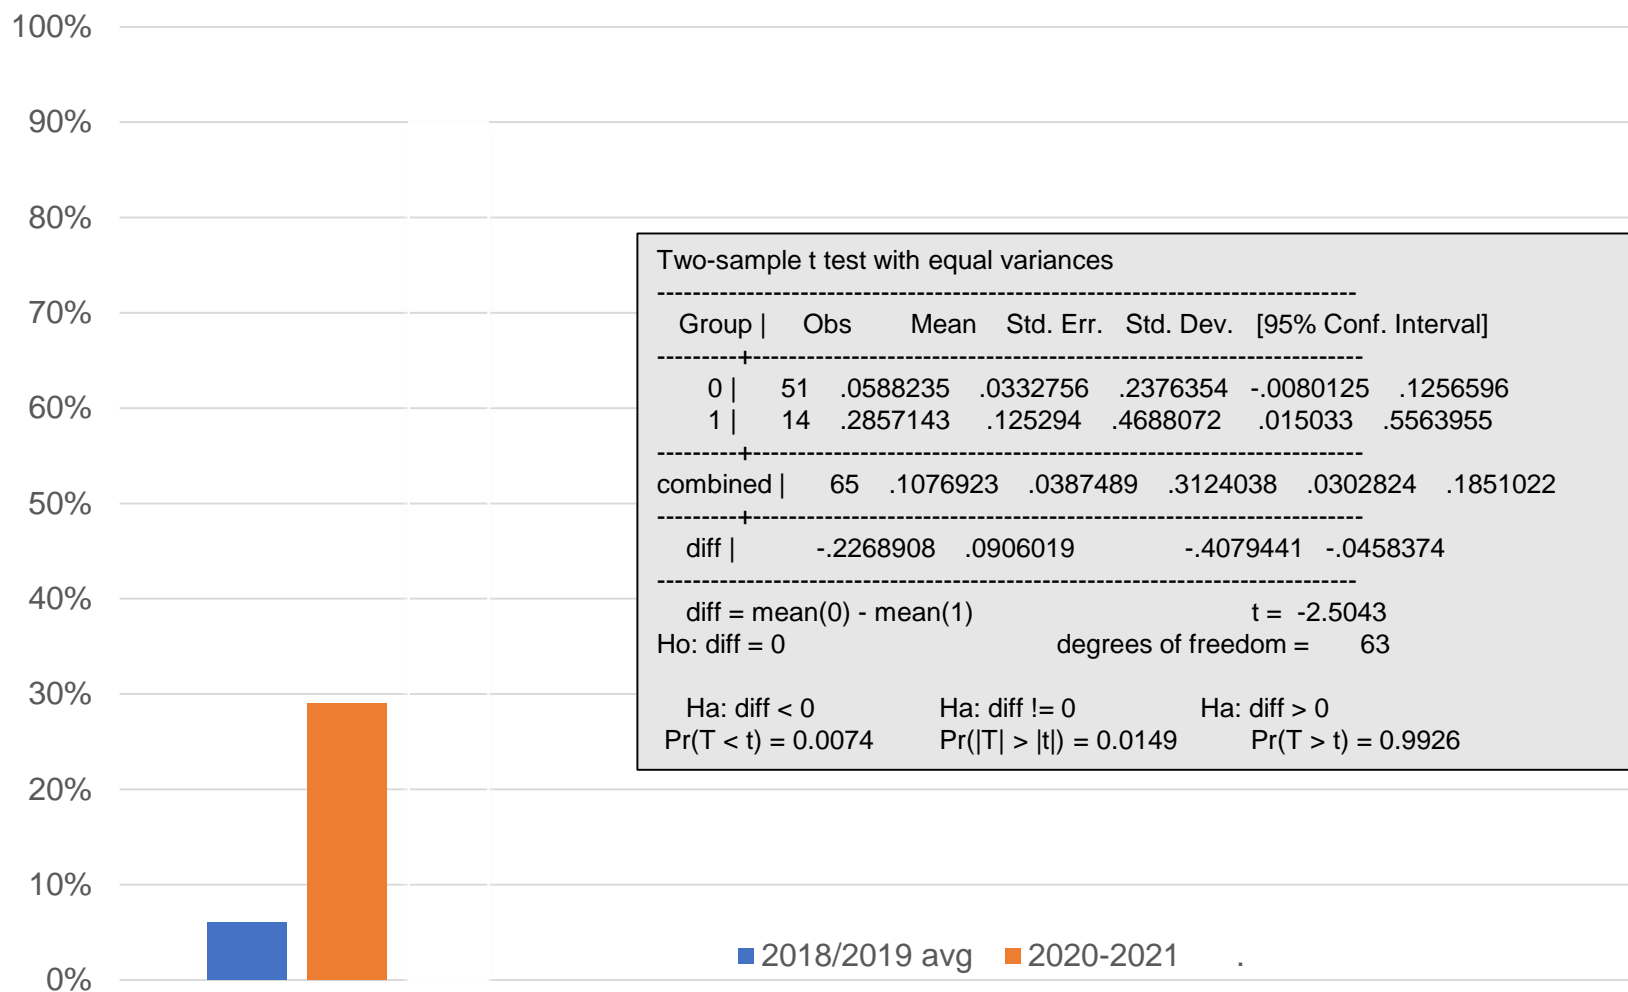 100%
90%
80%
70%
60%
50%
40%
30%
20%
10%
0%
Two-sample t test with equal variances
------------------------------------------------------------------------------
Group | Obs Mean Std. Err. Std. Dev. [95% Conf. Interval]
---------+--------------------------------------------------------------------
0 | 51 .0588235 .0332756 .2376354 -.0080125 .1256596
1 | 14 .2857143 .125294 .4688072 .015033 .5563955
---------+--------------------------------------------------------------------
combined | 65 .1076923 .0387489 .3124038 .0302824 .1851022
---------+--------------------------------------------------------------------
diff | -.2268908 .0906019 -.4079441 -.0458374
------------------------------------------------------------------------------
diff = mean(0) - mean(1) t = -2.5043
Ho: diff = 0 degrees of freedom = 63
Ha: diff < 0 Ha: diff != 0 Ha: diff > 0
Pr(T < t) = 0.0074 Pr(|T| > |t|) = 0.0149 Pr(T > t) = 0.9926
2018/2019 avg 2020-2021 .